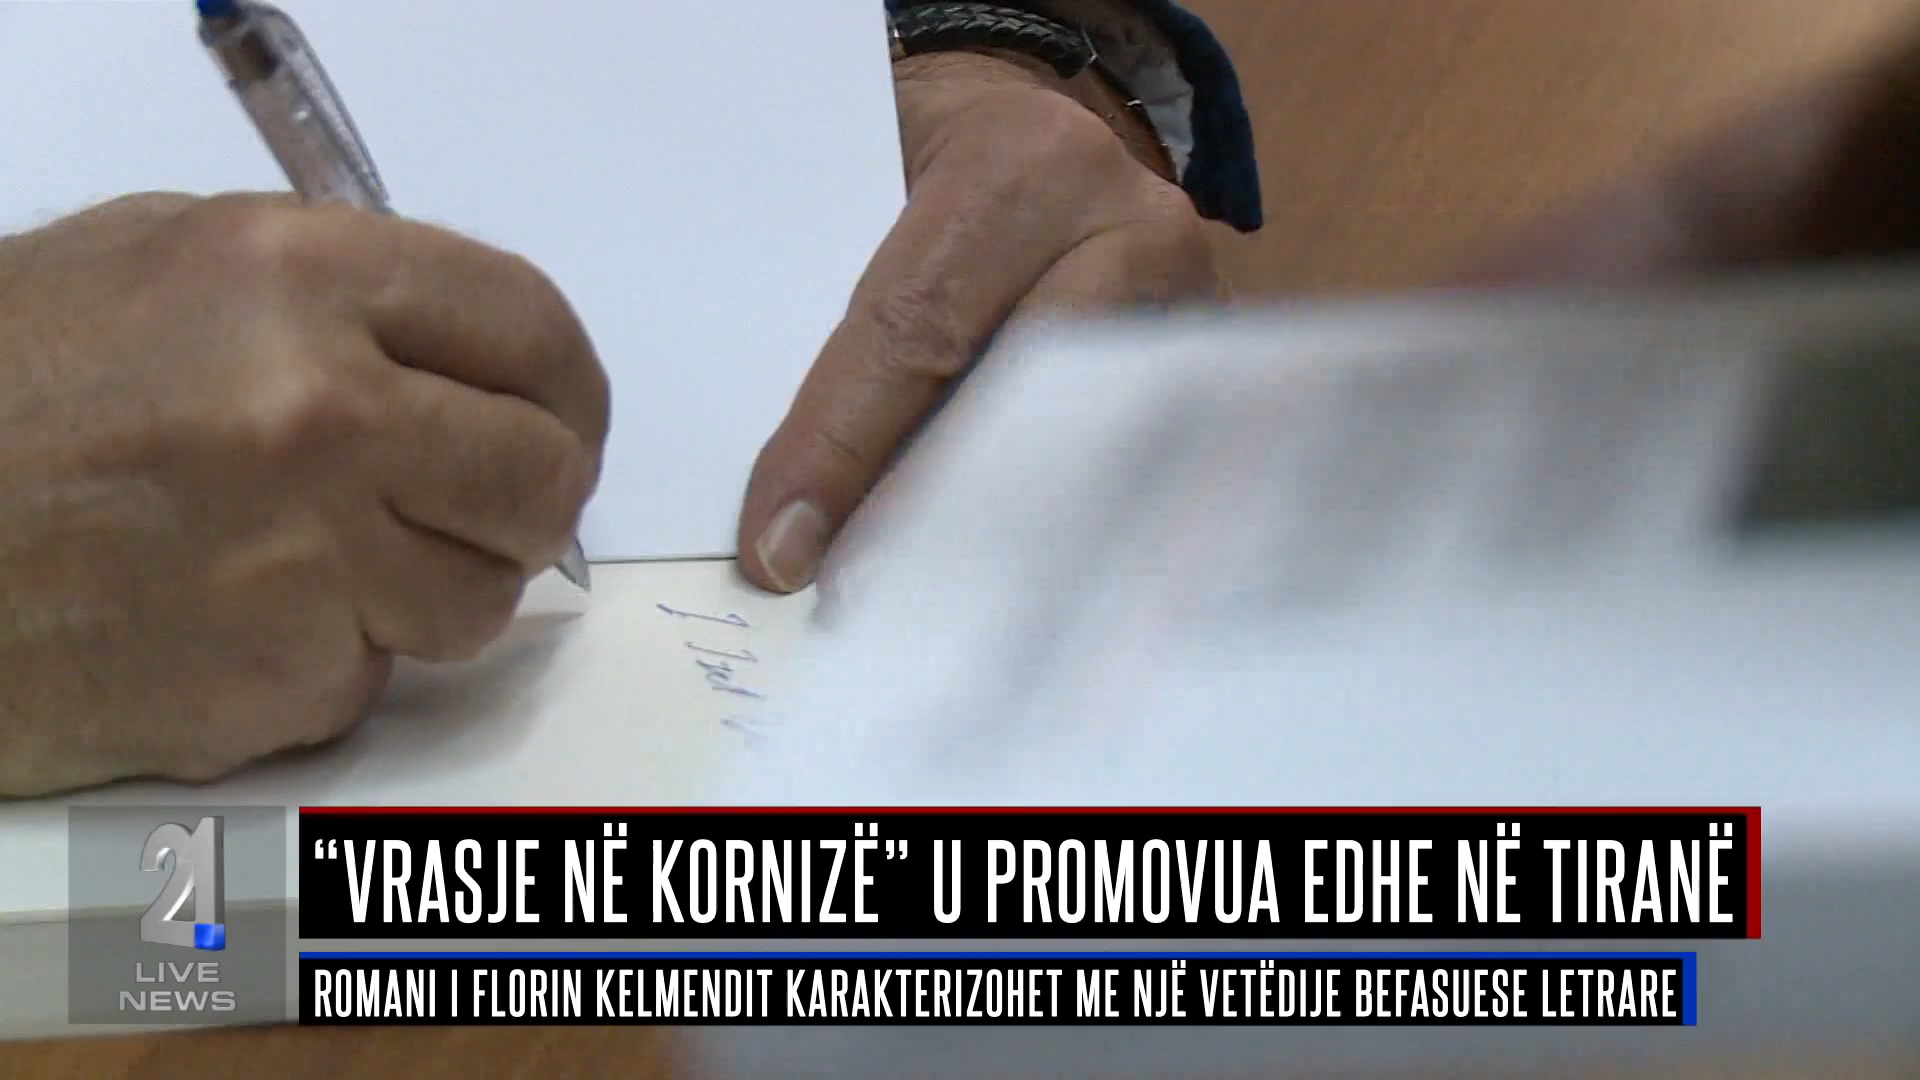 “VRASJE NË KORNIZË” U PROMOVUA EDHE NË TIRANË
ROMANI I FLORIN KELMENDIT KARAKTERIZOHET ME NJË VETËDIJE BEFASUESE LETRARE
21
LIVE
NEWS